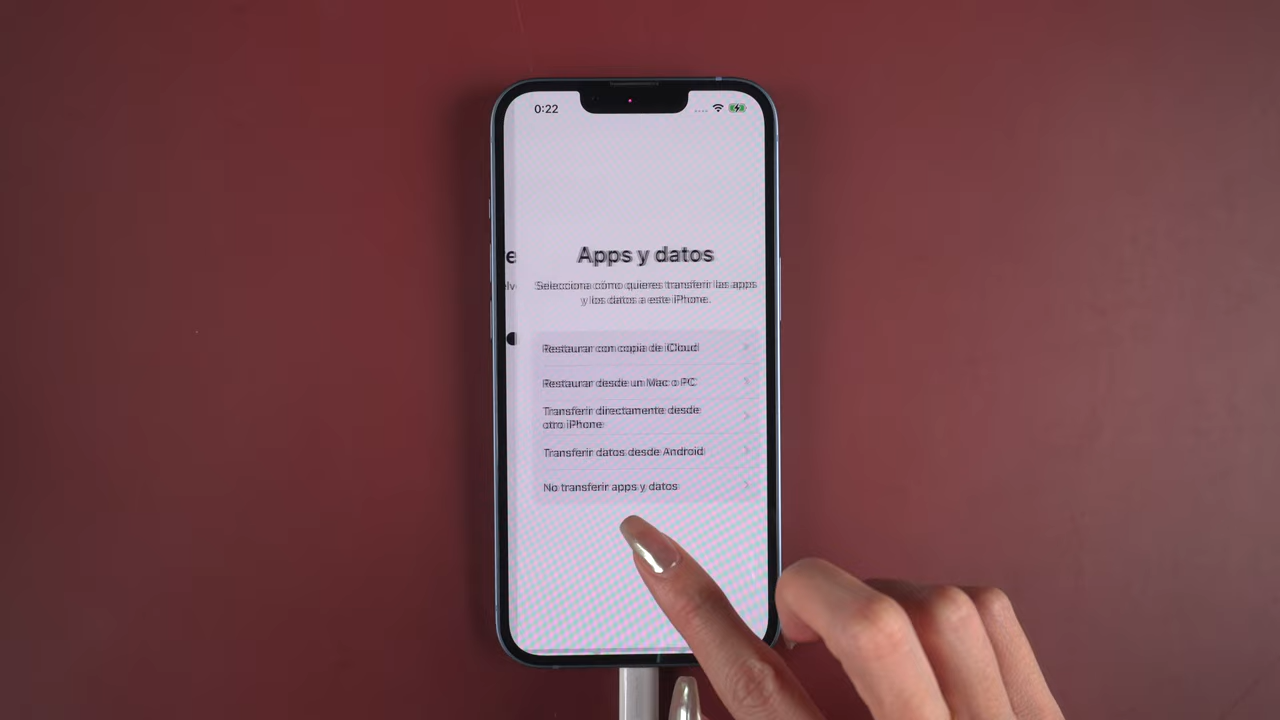 0:22
Apps y datos
Selecciona cómo quieres transferir las apps
y los datos a este iPhone.
Restaurar con copia de iCloud
Restaurar desde un Mac o PC
Transferir directamente desde
otro iPhone
Transferir datos desde Android
No transferir apps y datos